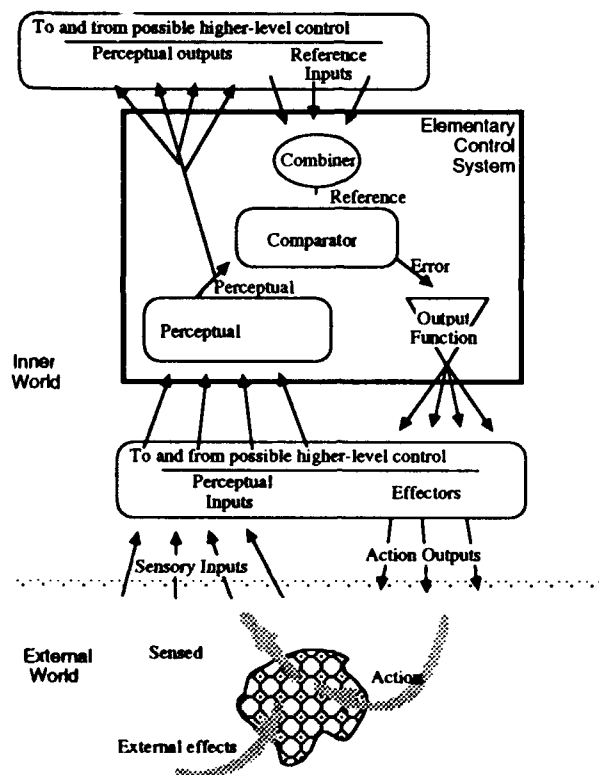 To and from possible higher-level control
Perceptual outputs
Reference
Inputs
Elementary
Control
System
Combiner
Reference
Comparator
Error
Perceptual
Perceptual
Output
Function
Inner
World
To and from possible higher-level control
Perceptual
Inputs
Effectors
Sensory Inputs
Action Outputs
External
World
Sensed
Action
External effects